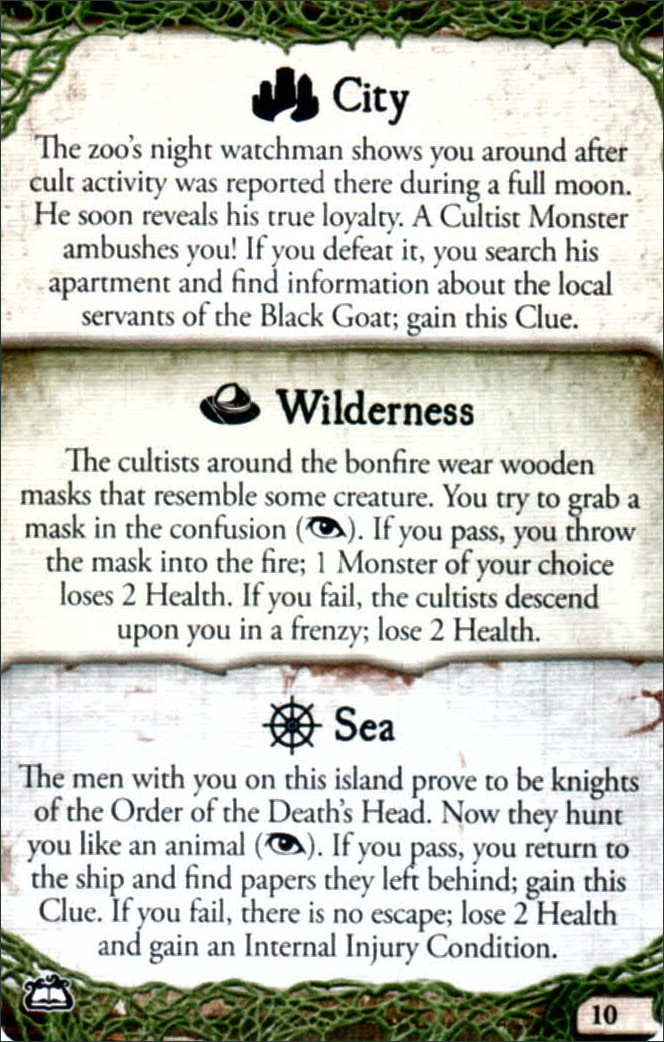 City
The zoo's night watchman shows you around after
cult activity was reported there during a full moon.
He soon reveals his true loyalty. A Cultist Monster
ambushes you! If you defeat it, you search his
apartment and find information about the local
servants of the Black Goat; gain this Clue.
Wilderness
The cultists around the bonfire wear wooden
masks that resemble some creature. You try to grab a
mask in the confusion (). If you pass, you throw
the mask into the fire; 1 Monster of your choice
loses 2 Health. If you fail, the cultists descend
upon you in a frenzy; lose 2 Health.
Sea
The men with you on this island prove to be knights
of the Order of the Death's Head. Now they hunt
you like an animal (). If you pass, you return to
the ship and find papers they left behind; gain this
Clue. If you fail, there is no escape; lose 2 Health
and gain an Internal Injury Condition.
10